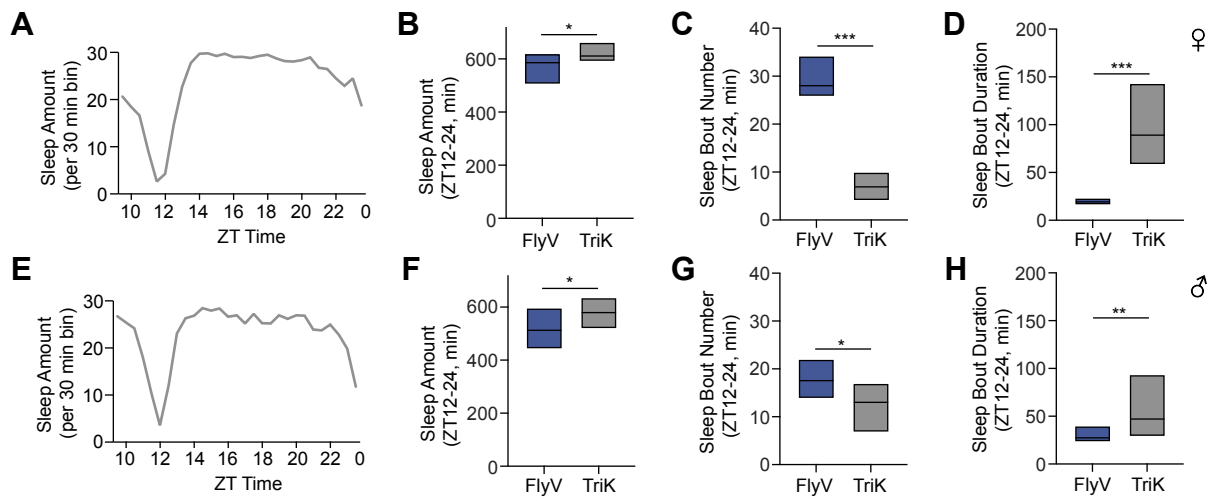 A
Sleep Amount
(per 30 min bin)
30
20
10
0
10 12 14 16 18 20 22 0
ZT Time
B
Sleep Amount
(ZT12-24, min)
600
400
200
0
*
FlyV TriK
C
Sleep Bout Number
(ZT12-24, min)
40
30
20
10
0
***
FlyV TriK
D
Sleep Bout Duration
(ZT12-24, min)
200
150
100
50
0
***
FlyV TriK
♀
E
Sleep Amount
(per 30 min bin)
30
20
10
0
10 12 14 16 18 20 22 0
ZT Time
F
Sleep Amount
(ZT12-24, min)
600
400
200
0
*
FlyV TriK
G
Sleep Bout Number
(ZT12-24, min)
40
30
20
10
0
*
FlyV TriK
H
Sleep Bout Duration
(ZT12-24, min)
200
150
100
50
0
**
FlyV TriK
♂